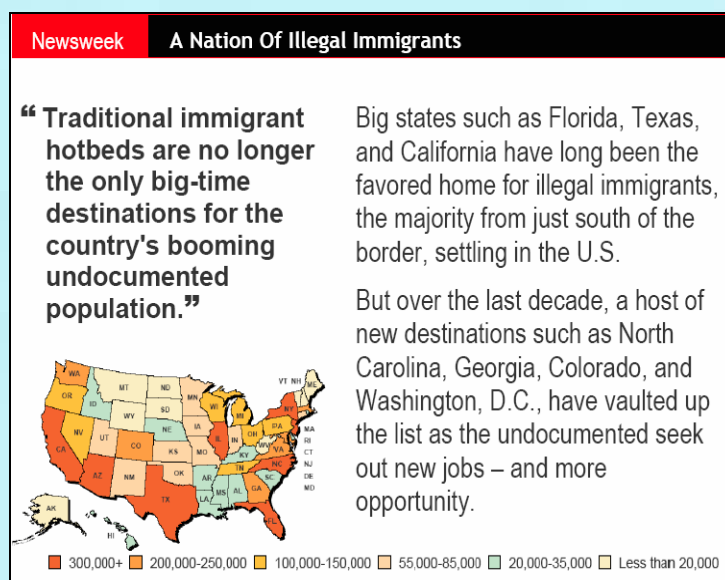 Newsweek A Nation Of Illegal Immigrants
“ Traditional immigrant
hotbeds are no longer
the only big-time
destinations for the
country's booming
undocumented
population.”
Big states such as Florida, Texas,
and California have long been the
favored home for illegal immigrants,
the majority from just south of the
border, settling in the U.S.
But over the last decade, a host of
new destinations such as North
Carolina, Georgia, Colorado, and
Washington, D.C., have vaulted up
the list as the undocumented seek
out new jobs – and more
opportunity.
WA
OR
CA
NV
ID
MT
WY
UT
AZ
CO
NM
ND
SD
NE
KS
OK
TX
MN
IA
MO
AR
LA
WI
IL
MI
IN
OH
KY
TN
MS
AL
GA
FL
SC
NC
VA
WV
PA
NY
VT NH
ME
MA
RI
CT
NJ
DE
MD
AK
HI
300,000+ 200,000-250,000 100,000-150,000 55,000-85,000 20,000-35,000 Less than 20,000